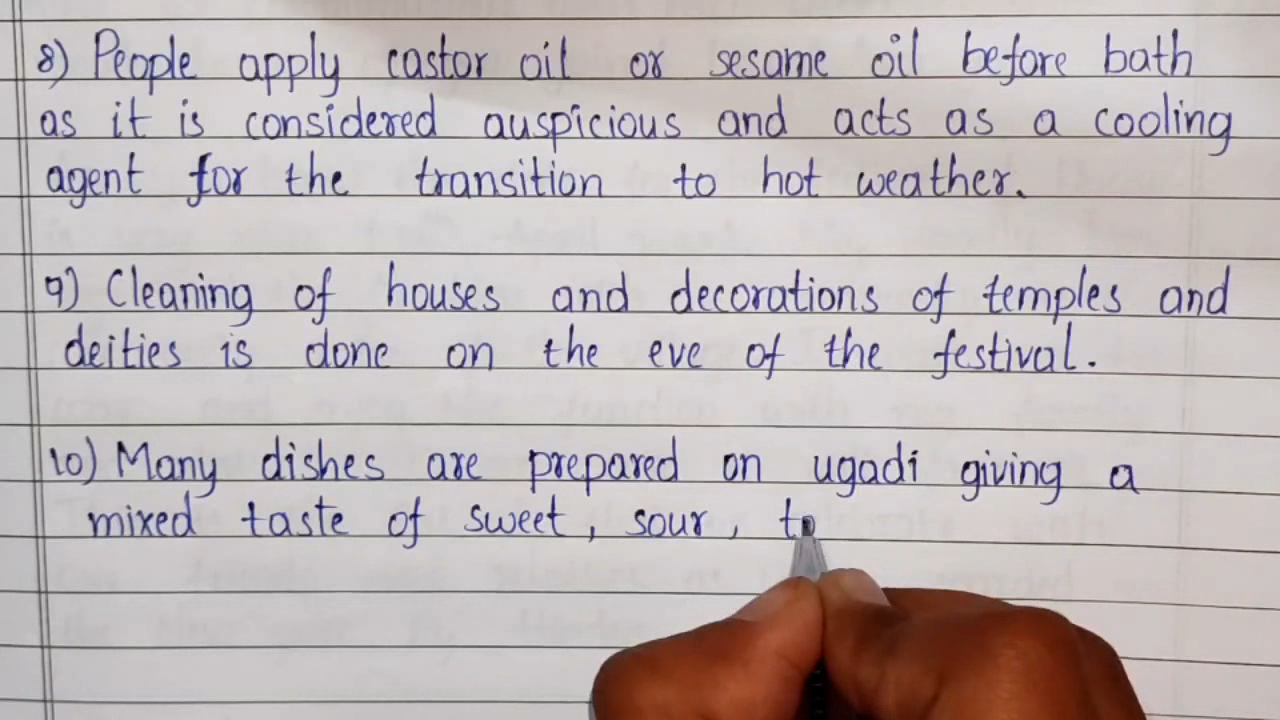 8) People apply castor oil or sesame oil before bath
as it is considered auspicious and acts as a cooling
agent for the transition to hot weather.
9) Cleaning of houses and decorations of temples and
deities is done on the eve of the festival.
10) Many dishes are prepared on ugadi giving a
mixed taste of sweet, sour,